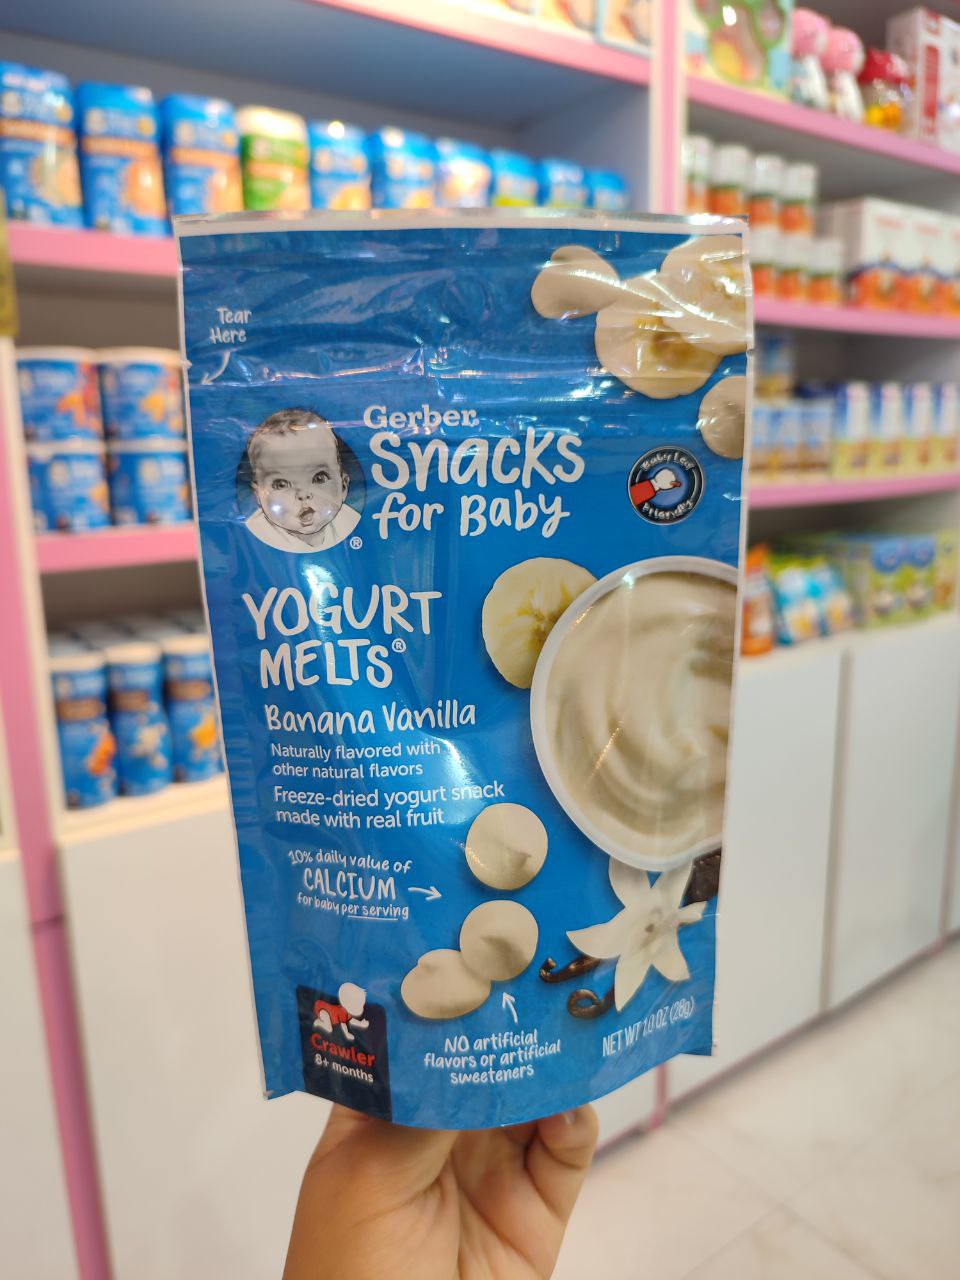 Tear
Here
Gerber
Snacks
for Baby
®
Baby Led
Friendly
YOGURT
MELTS®
Banana Vanilla
Naturally flavored with
other natural flavors
Freeze-dried yogurt snack
made with real fruit
10% daily value of
CALCIUM
for baby per serving
Crawler
8+ months
NO artificial
flavors or artificial
sweeteners
NET WT 1.0 OZ (28g)